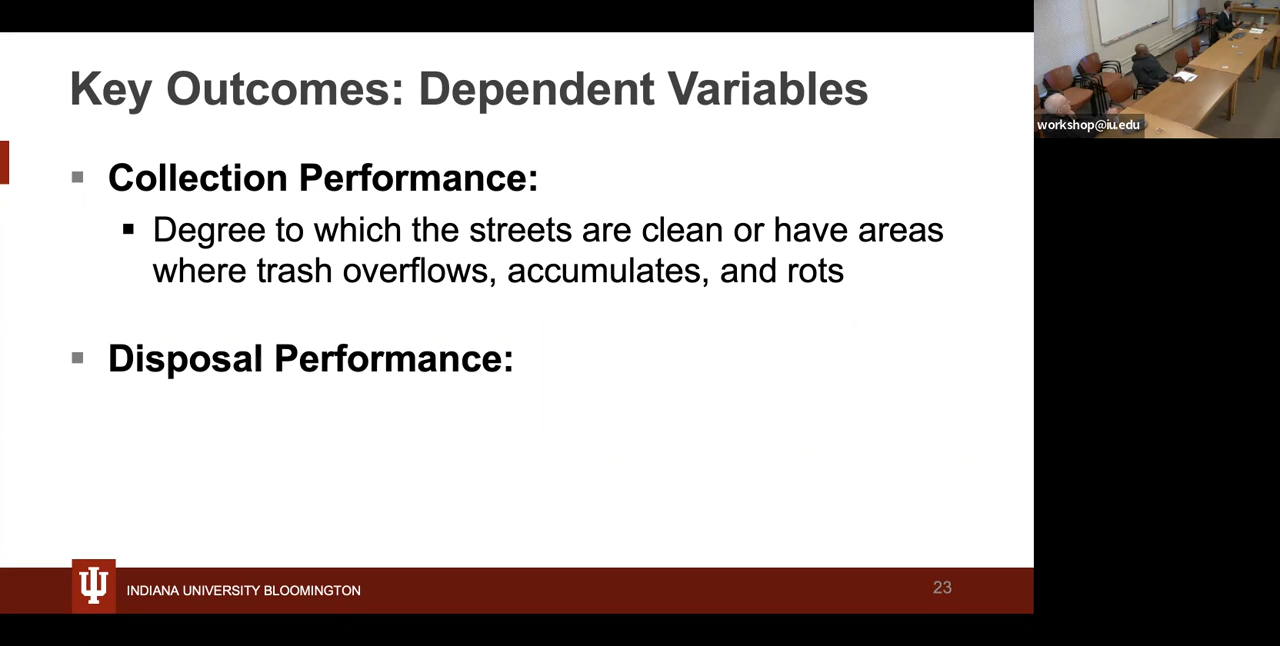 Key Outcomes: Dependent Variables
▪ Collection Performance:
▪ Degree to which the streets are clean or have areas
where trash overflows, accumulates, and rots
▪ Disposal Performance:
INDIANA UNIVERSITY BLOOMINGTON
23
workshop@iu.edu